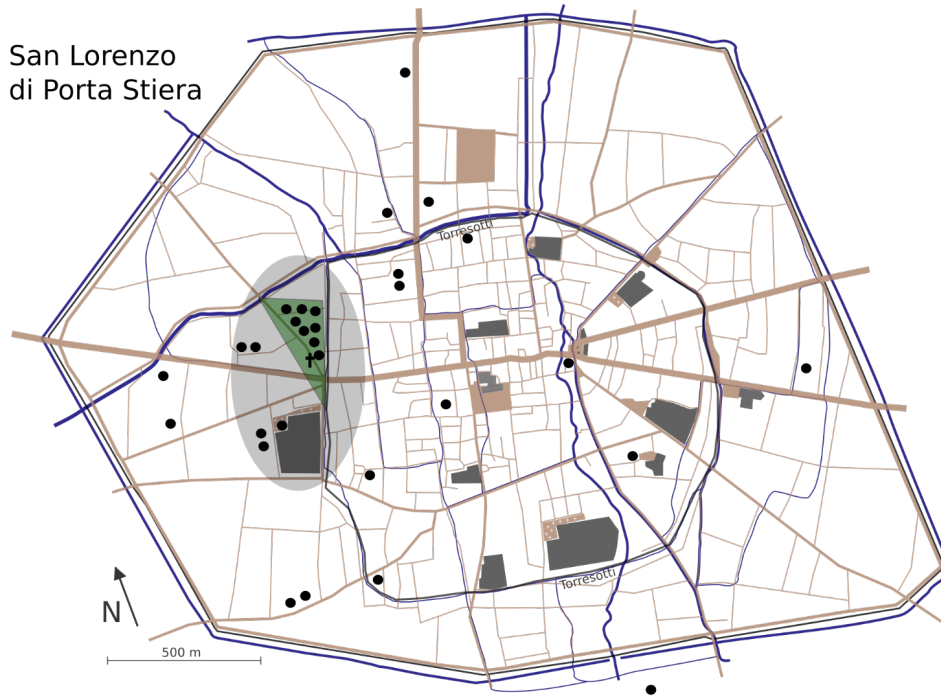 San Lorenzo
di Porta Stiera
Torresotti
Torresotti
N
500 m